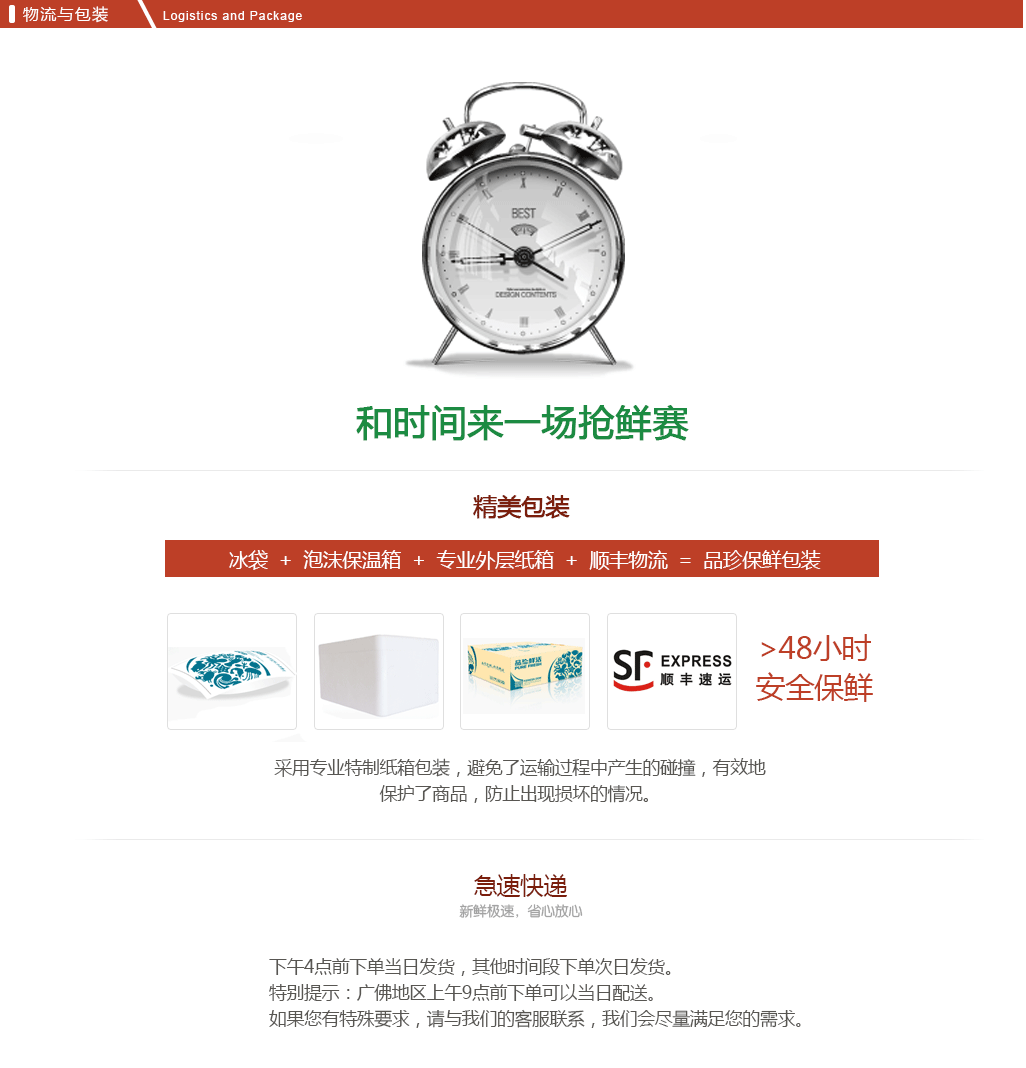 物流与包装
Logistics and Package
BEST
DESIGN CONTENTS
和时间来一场抢鲜赛
精美包装
冰袋 + 泡沫保温箱 + 专业外层纸箱 + 顺丰物流 = 品珍保鲜包装
品珍鲜活
PURE FRESH
SF EXPRESS
顺丰速运
>48小时
安全保鲜
采用专业特制纸箱包装，避免了运输过程中产生的碰撞，有效地
保护了商品，防止出现损坏的情况。
急速快递
新鲜极速、省心放心
下午4点前下单当日发货，其他时间段下单次日发货。
特别提示：广佛地区上午9点前下单可以当日配送。
如果您有特殊要求，请与我们的客服联系，我们会尽量满足您的需求。